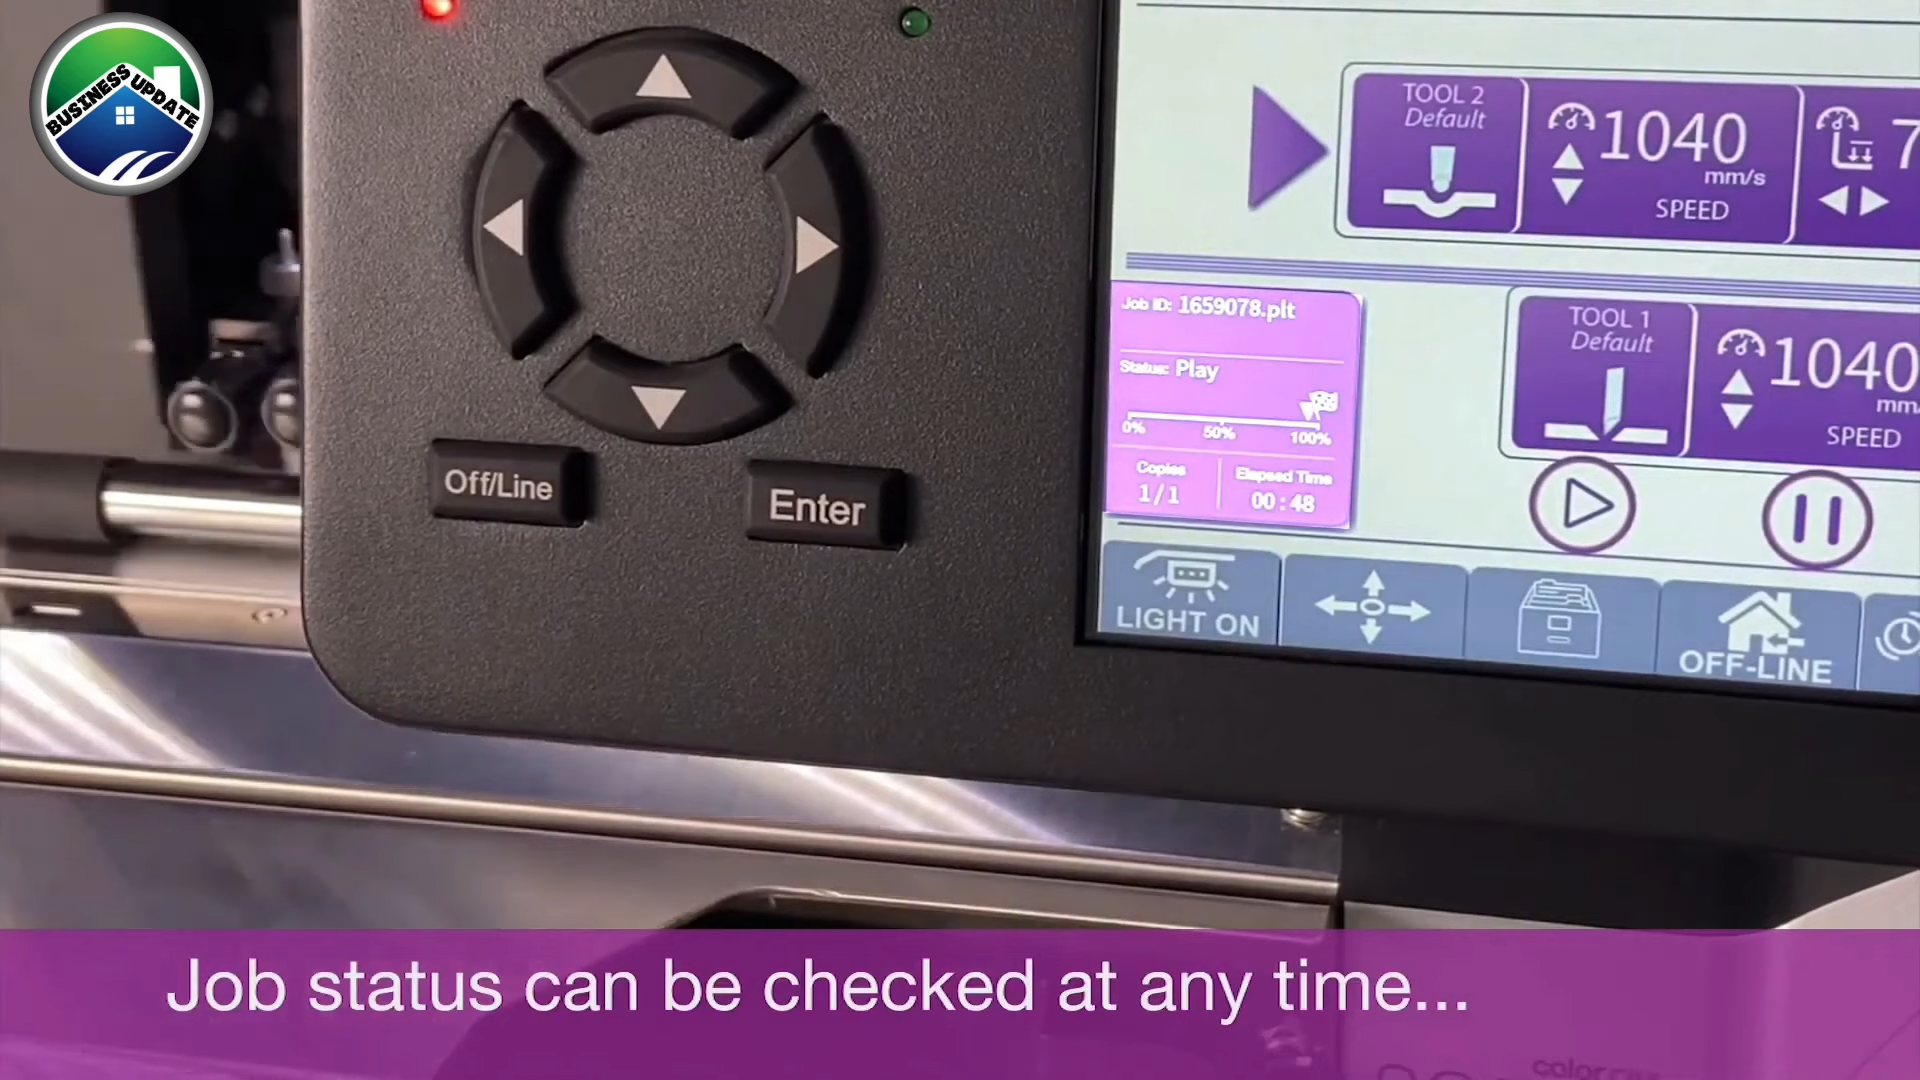 BUSINESS UPDATE
TOOL 2
Default
1040
mm/s
SPEED
7
Job ID: 1659078.plt
Status: Play
0% 50% 100%
Copies
1/1
Elapsed Time
00:48
TOOL 1
Default
1040
mm
SPEED
Off/Line
Enter
LIGHT ON
OFF-LINE
Job status can be checked at any time...
color